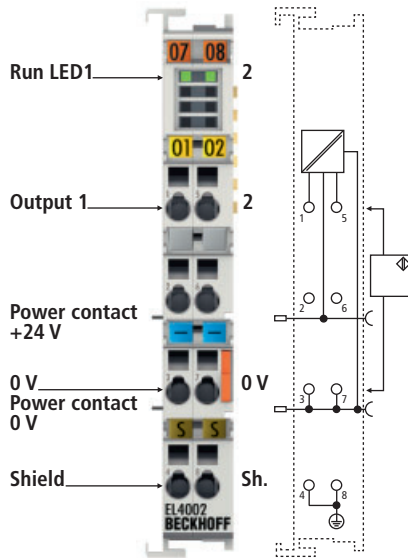 07 08
Run LED1 2
01 02
Output 1 2
1 5
Power contact
+24 V
2 6
0 V 0 V
Power contact
0 V
3 7
S S
Shield Sh.
4 8
EL4002
BECKHOFF